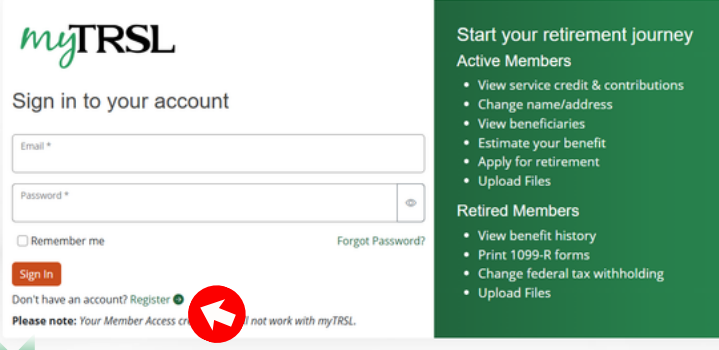 myTRSL
Sign in to your account
Email *
Password *
Remember me
Forgot Password?
Sign In
Don't have an account? Register
Please note: Your Member Access not work with myTRSL.
Start your retirement journey
Active Members
• View service credit & contributions
• Change name/address
• View beneficiaries
• Estimate your benefit
• Apply for retirement
• Upload Files
Retired Members
• View benefit history
• Print 1099-R forms
• Change federal tax withholding
• Upload Files